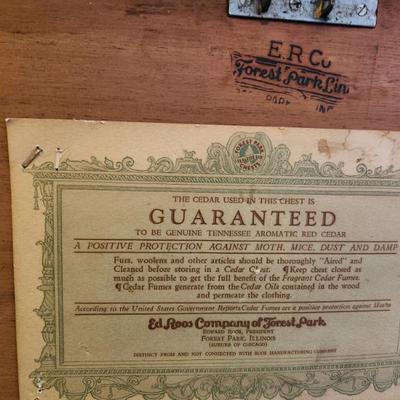 E.R.Co
Forest Park Lin
FOREST PARK
CHESTS
THE CEDAR USED IN THIS CHEST IS
GUARANTEED
TO BE GENUINE TENNESSEE AROMATIC RED CEDAR
A POSITIVE PROTECTION AGAINST MOTH, MICE, DUST AND DAMP
Furs, woolens and other articles should be thoroughly "Aired" and
Cleaned before storing in a Cedar Chest. ¶ Keep chest closed as
much as possible to get the full benefit of the Fragrant Cedar Fumes.
¶ Cedar Fumes generate from the Cedar Oils contained in the wood
and permeate the clothing.
According to the United States Government Reports Cedar Fumes are a positive protection against Moths
Ed Roos Company of Forest Park
EDWARD ROOS, PRESIDENT
FOREST PARK, ILLINOIS
(SUBURB OF CHICAGO)
DISTINCT FROM AND NOT CONNECTED WITH ROOS MANUFACTURING COMPANY